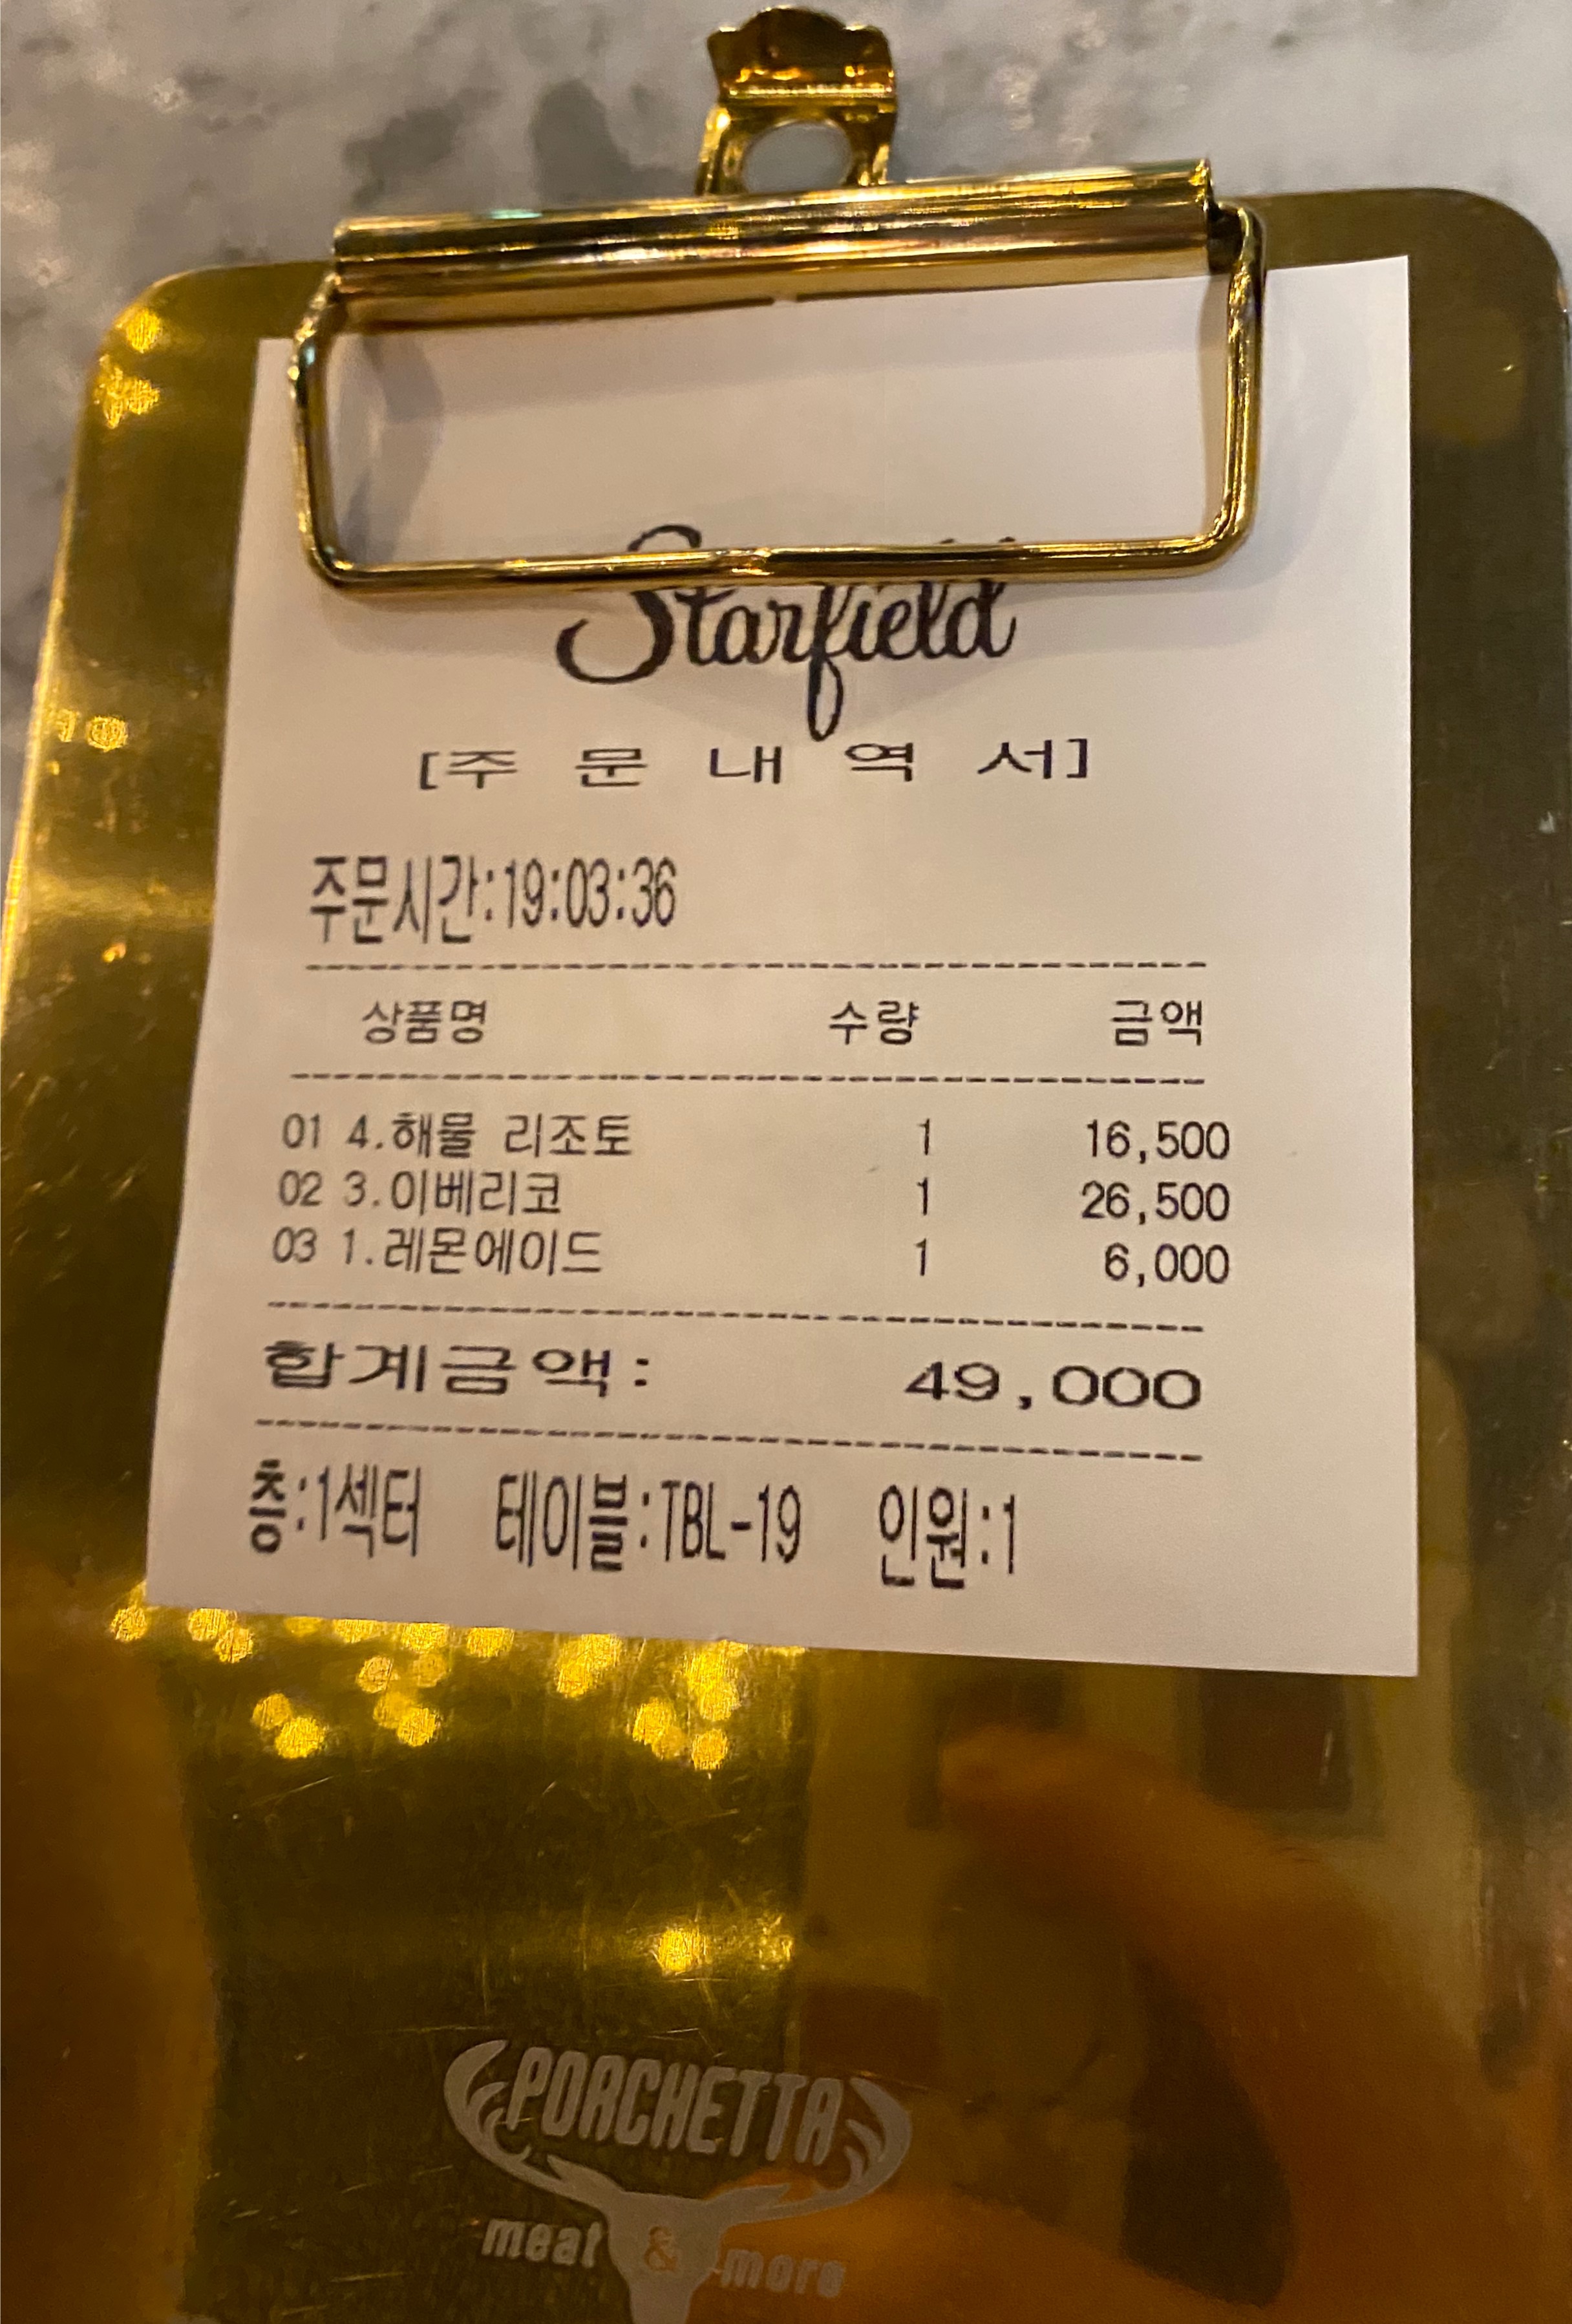 Starfield
[주 문 내 역 서]
주문시간:19:03:36
상품명 수량 금액
01 4.해물 리조토 1 16,500
02 3.이베리코 1 26,500
03 1.레몬에이드 1 6,000
합계금액: 49,000
층:1섹터 테이블:TBL-19 인원:1
PORCHETTA
meat & more